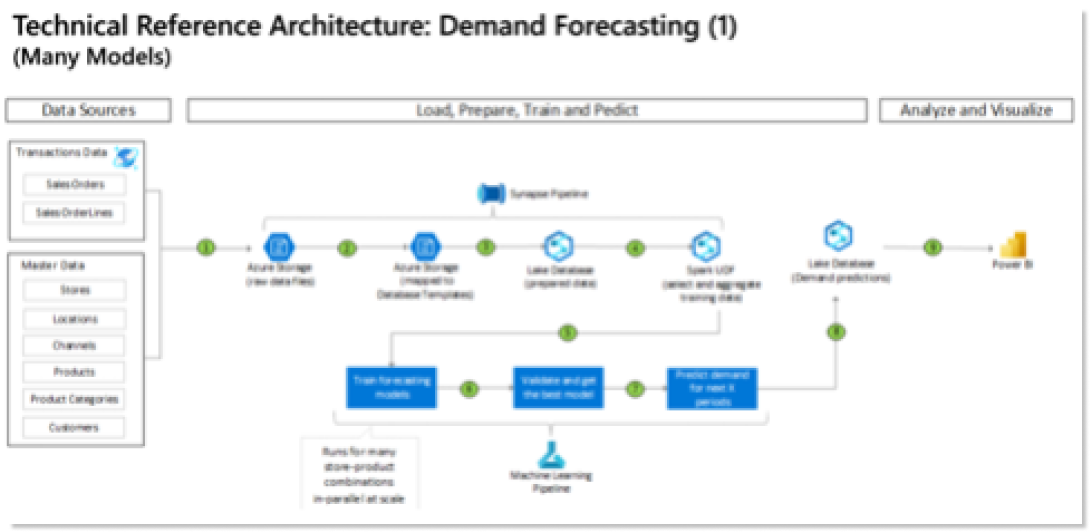 Technical Reference Architecture: Demand Forecasting (1)
(Many Models)
Data Sources
Load, Prepare, Train and Pedict
Analyze and Visualize
Transactions Data
Sales Orders
Sales OrderLines
Master Data
Stores
Locations
Channels
Products
Product Categories
Customers
Synapse Pipeline
1
2
3
4
Azure Storage
(raw data files)
Azure Storage
(mapped to
Database Templates)
Lake Database
(prepared data)
Spark UDF
(select and aggregate
training data)
Lake Database
(Demand predictions)
9
Power BI
5
8
Train forecasting
models
6
Validate and get
the best model
7
Predict demand
for next X
periods
Runs for many
store-product
combinations
in-parallel at scale
Machine Learning
Pipeline